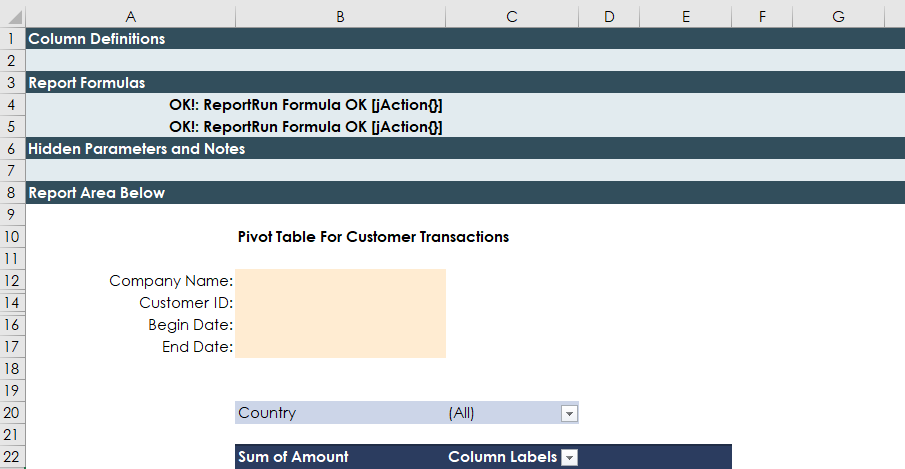 A B C D E F G
1 Column Definitions
2
3 Report Formulas
4 OK!: ReportRun Formula OK [jAction{}]
5 OK!: ReportRun Formula OK [jAction{}]
6 Hidden Parameters and Notes
7
8 Report Area Below
9
10 Pivot Table For Customer Transactions
11
12 Company Name:
14 Customer ID:
16 Begin Date:
17 End Date:
18
19
20 Country (All)
21
22 Sum of Amount Column Labels